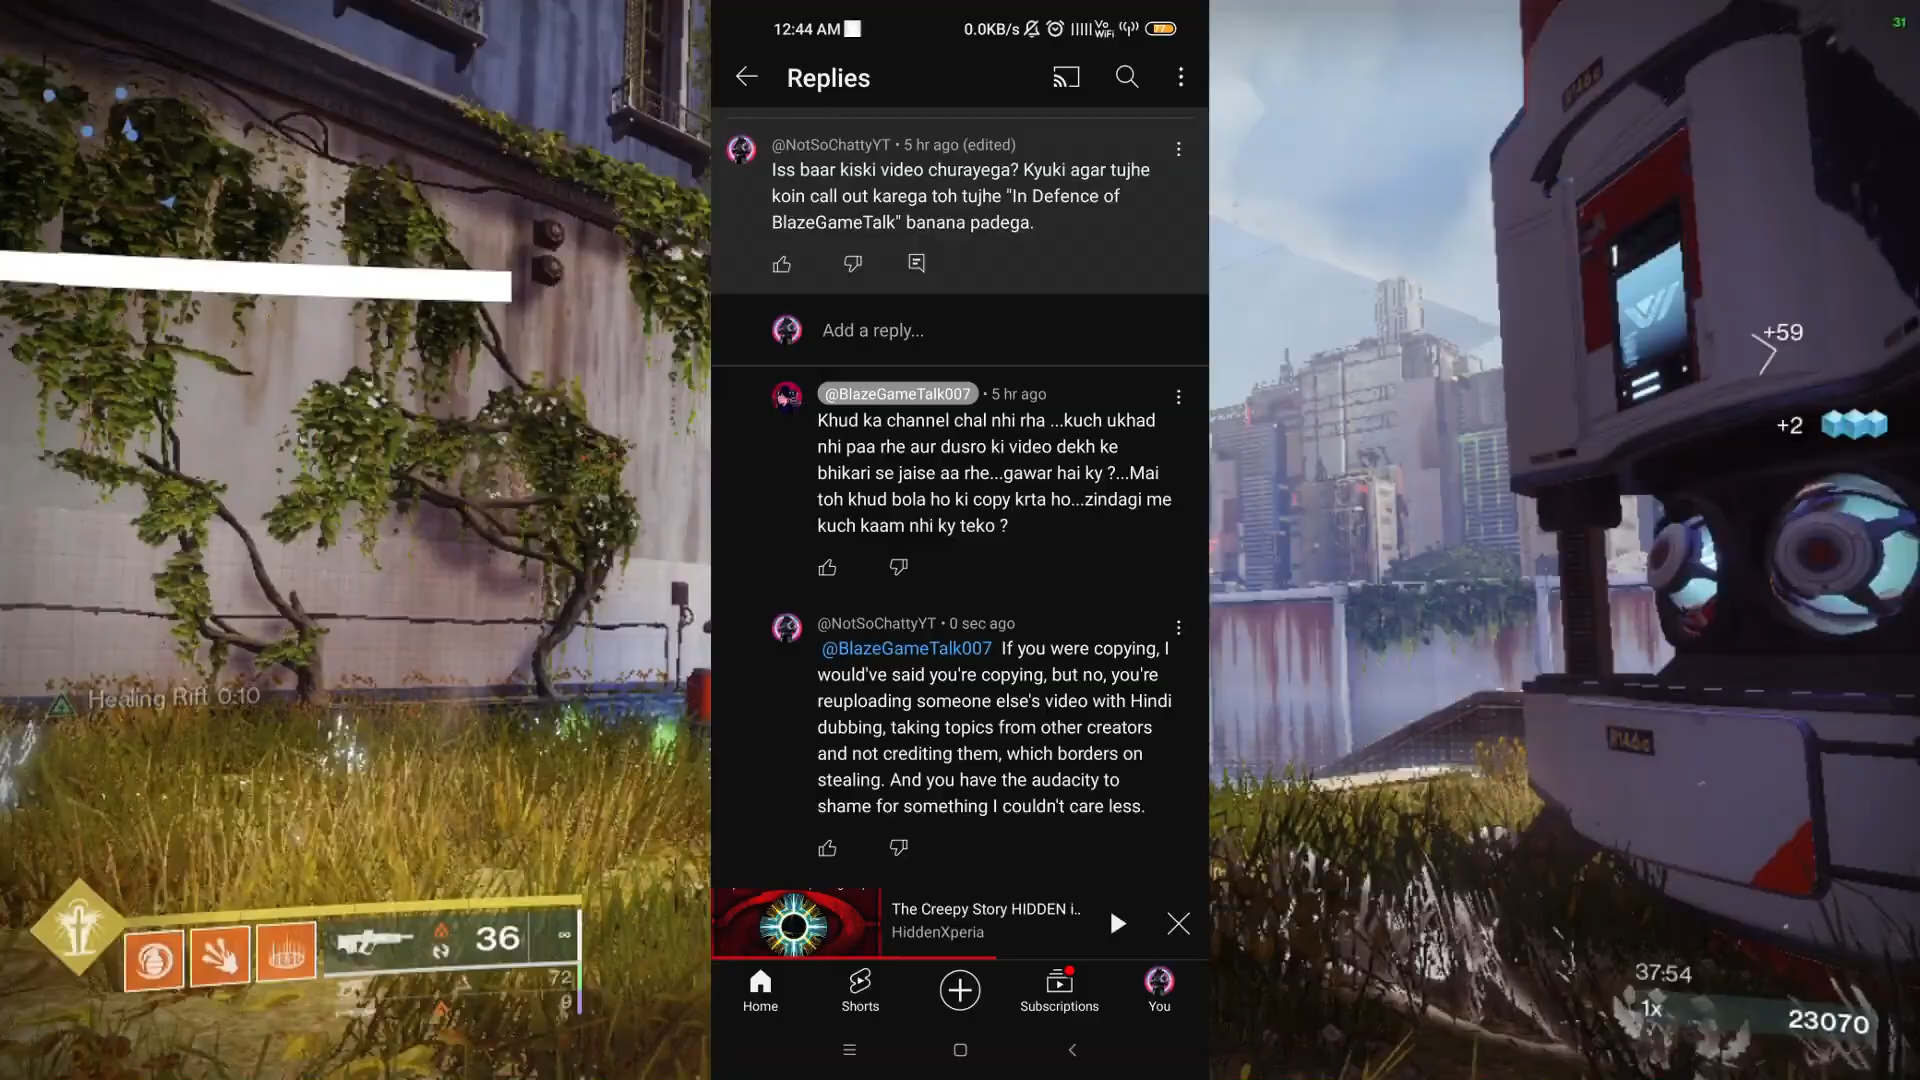 31
12:44 AM
0.0KB/s Vo WiFi 77
Replies
@NotSoChattyYT • 5 hr ago (edited)
Iss baar kiski video churayega? Kyuki agar tujhe
koin call out karega toh tujhe "In Defence of
BlazeGameTalk" banana padega.
Add a reply...
@BlazeGameTalk007 • 5 hr ago
Khud ka channel chal nhi rha ...kuch ukhad
nhi paa rhe aur dusro ki video dekh ke
bhikari se jaise aa rhe...gawar hai ky ?...Mai
toh khud bola ho ki copy krta ho...zindagi me
kuch kaam nhi ky teko ?
@NotSoChattyYT • 0 sec ago
@BlazeGameTalk007 If you were copying, I
would've said you're copying, but no, you're
reuploading someone else's video with Hindi
dubbing, taking topics from other creators
and not crediting them, which borders on
stealing. And you have the audacity to
shame for something I couldn't care less.
The Creepy Story HIDDEN i..
HiddenXperia
Home
Shorts
Subscriptions
You
Healing Rift 0:10
36
∞
72
9
+59
+2
R146c
37:54
1x
23070